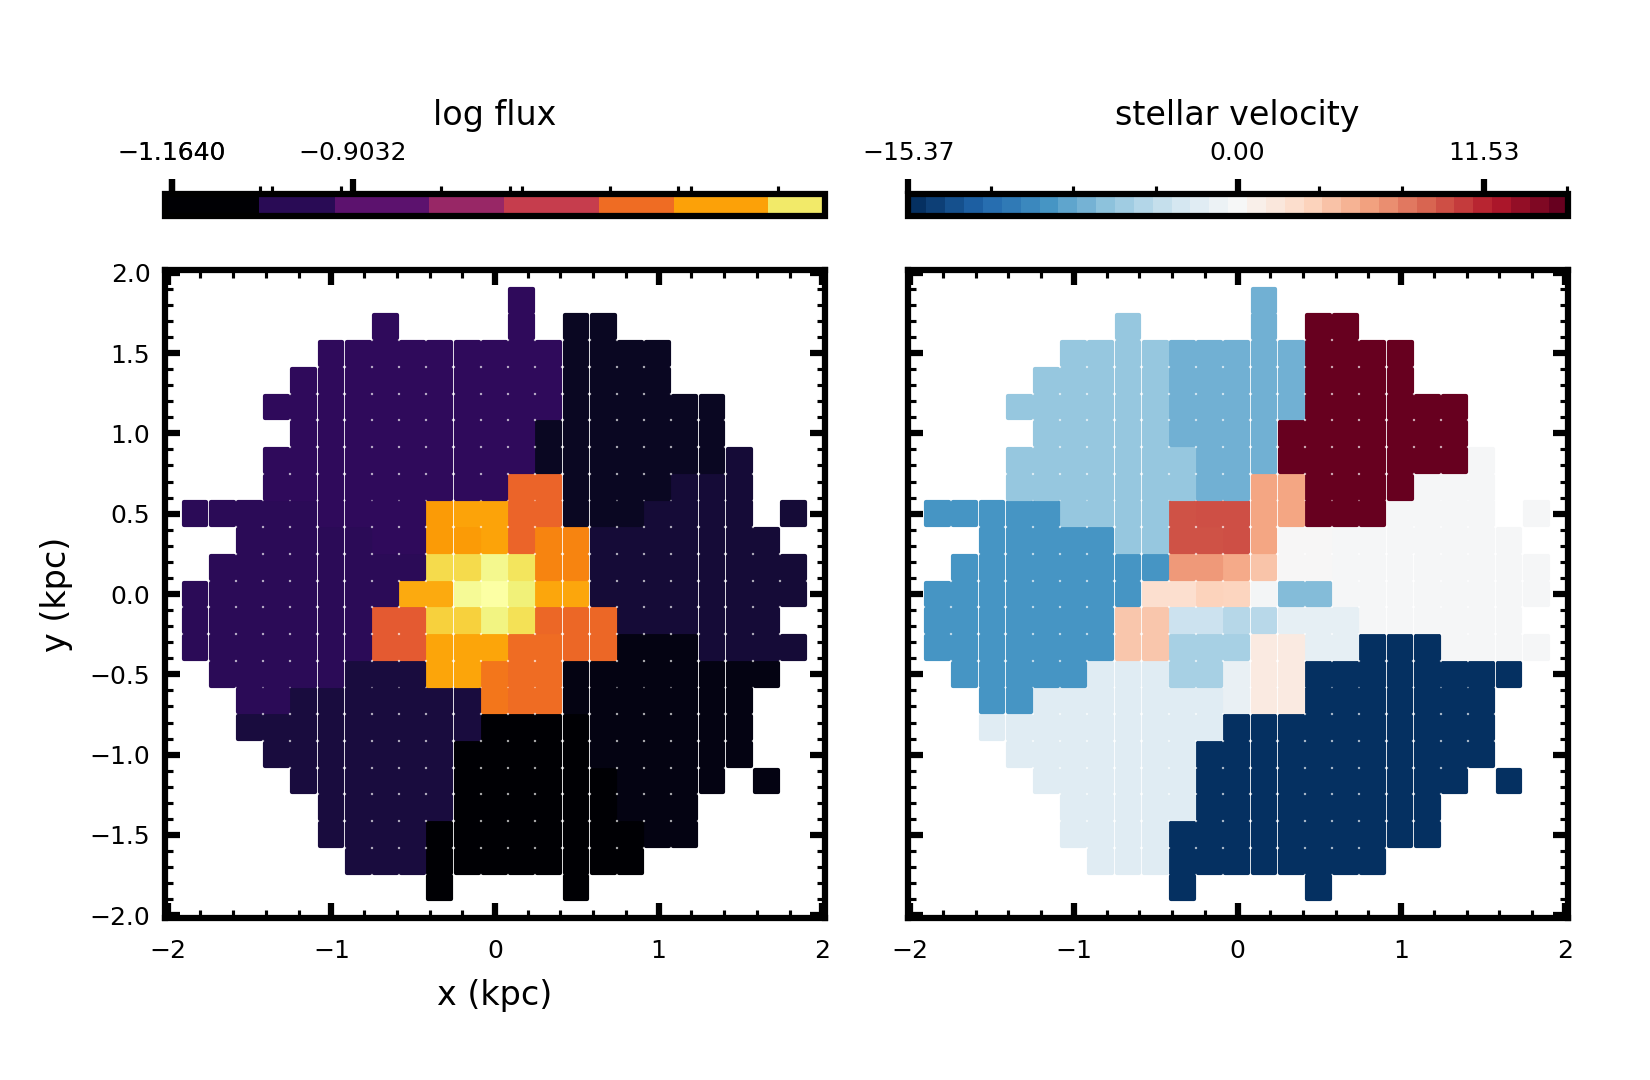 log flux
stellar velocity
−1.1640 −0.9032
−15.37 0.00 11.53
2.0
1.5
1.0
0.5
0.0
−0.5
−1.0
−1.5
−2.0
y (kpc)
−2 −1 0 1 2
−2 −1 0 1 2
x (kpc)